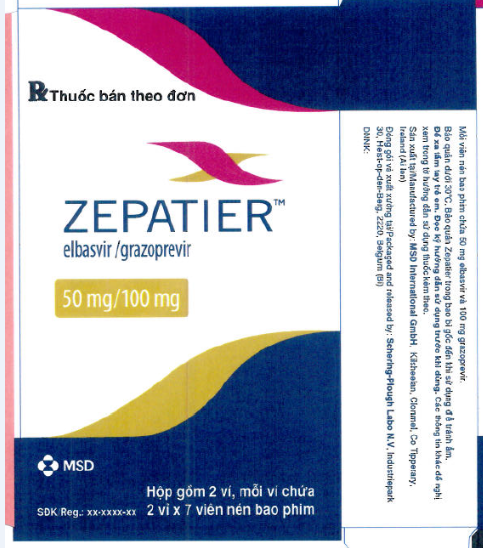 Rx Thuốc bán theo đơn
ZEPATIER™
elbasvir/grazoprevir
50 mg/100 mg
MSD
Hộp gồm 2 ví, mỗi ví chứa
SDK/Reg.: xx-xxxx-xx 2 vỉ x 7 viên nén bao phim
Mỗi viên nén bao phim chứa 50 mg elbasvir và 100 mg grazoprevir.
Bảo quản dưới 30°C. Bảo quản Zepatier trong bao bì gốc đến khi sử dụng để tránh ẩm.
Để xa tầm tay trẻ em. Đọc kỹ hướng dẫn sử dụng trước khi dùng. Các thông tin khác đề nghị
xem trong tờ hướng dẫn sử dụng thuốc kèm theo.
Sản xuất tại/Manufactured by: MSD International GmbH. Kilsheelan, Clonmel, Co Tipperary,
Ireland (Ai len)
Đóng gói và xuất xưởng tại/Packaged and released by: Schering-Plough Labo N.V. Industriepark
30, Heist-op-den-Berg, 2220, Belgium (Bỉ)
DNNK: